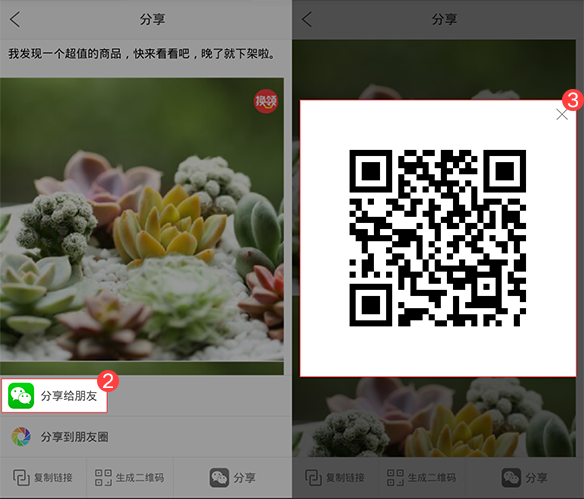 分享
我发现一个超值的商品，快来看看吧，晚了就下架啦。
换领
2
分享给朋友
分享到朋友圈
复制链接
生成二维码
分享
分享
3
复制链接
生成二维码
分享